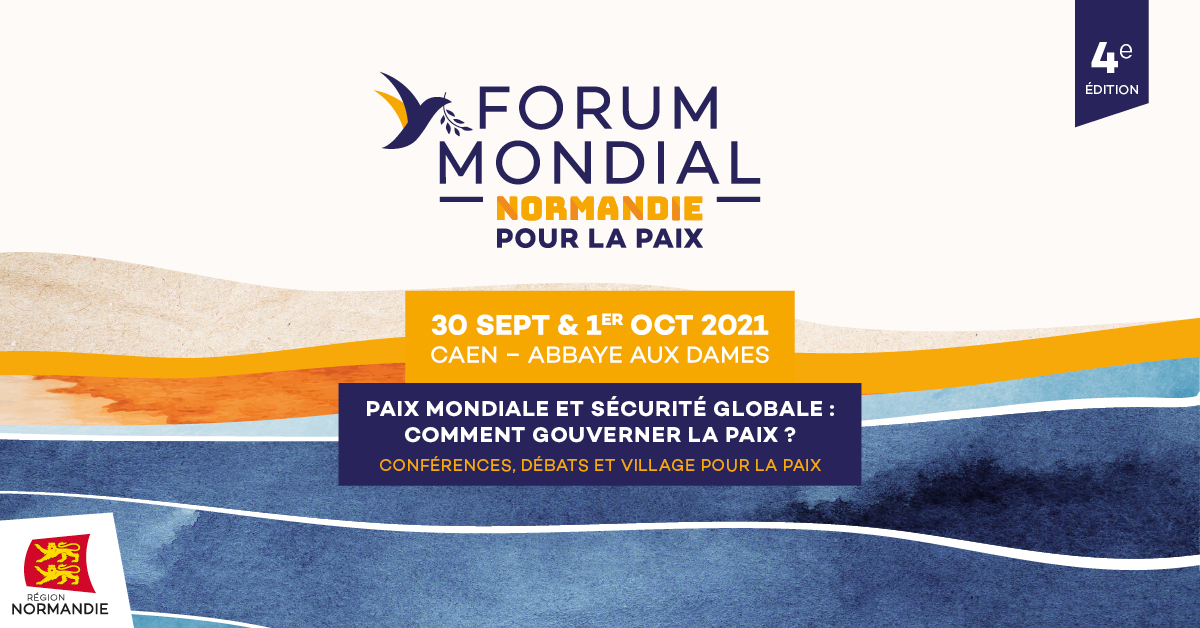 4e
ÉDITION
FORUM
MONDIAL
NORMANDIE
POUR LA PAIX
30 SEPT & 1ER OCT 2021
CAEN – ABBAYE AUX DAMES
PAIX MONDIALE ET SÉCURITÉ GLOBALE :
COMMENT GOUVERNER LA PAIX ?
CONFÉRENCES, DÉBATS ET VILLAGE POUR LA PAIX
RÉGION
NORMANDIE